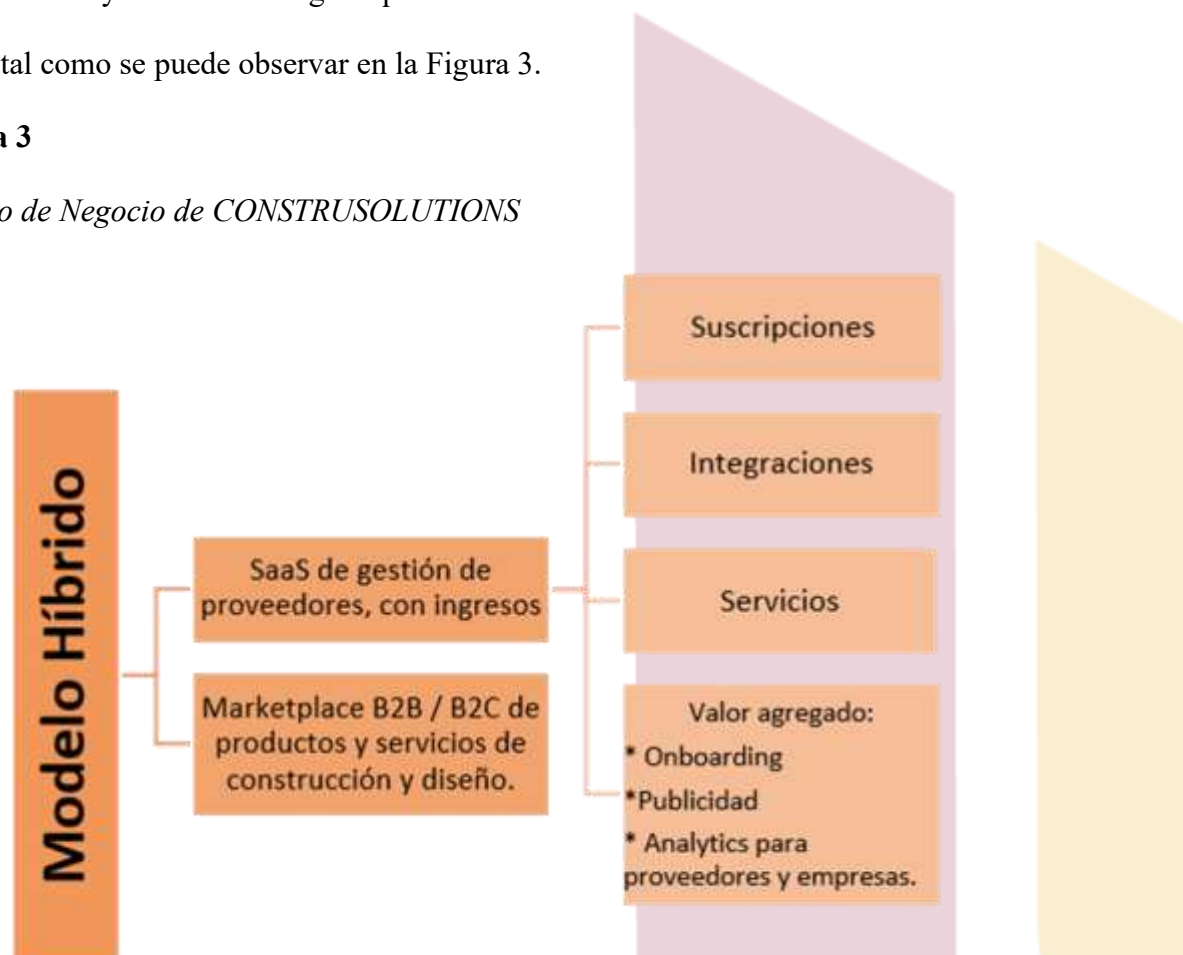 tal como se puede observar en la Figura 3.
a 3
o de Negocio de CONSTRUSOLUTIONS
Modelo Híbrido
SaaS de gestión de
proveedores, con ingresos
Marketplace B2B / B2C de
productos y servicios de
construcción y diseño.
Suscripciones
Integraciones
Servicios
Valor agregado:
* Onboarding
*Publicidad
* Analytics para
proveedores y empresas.